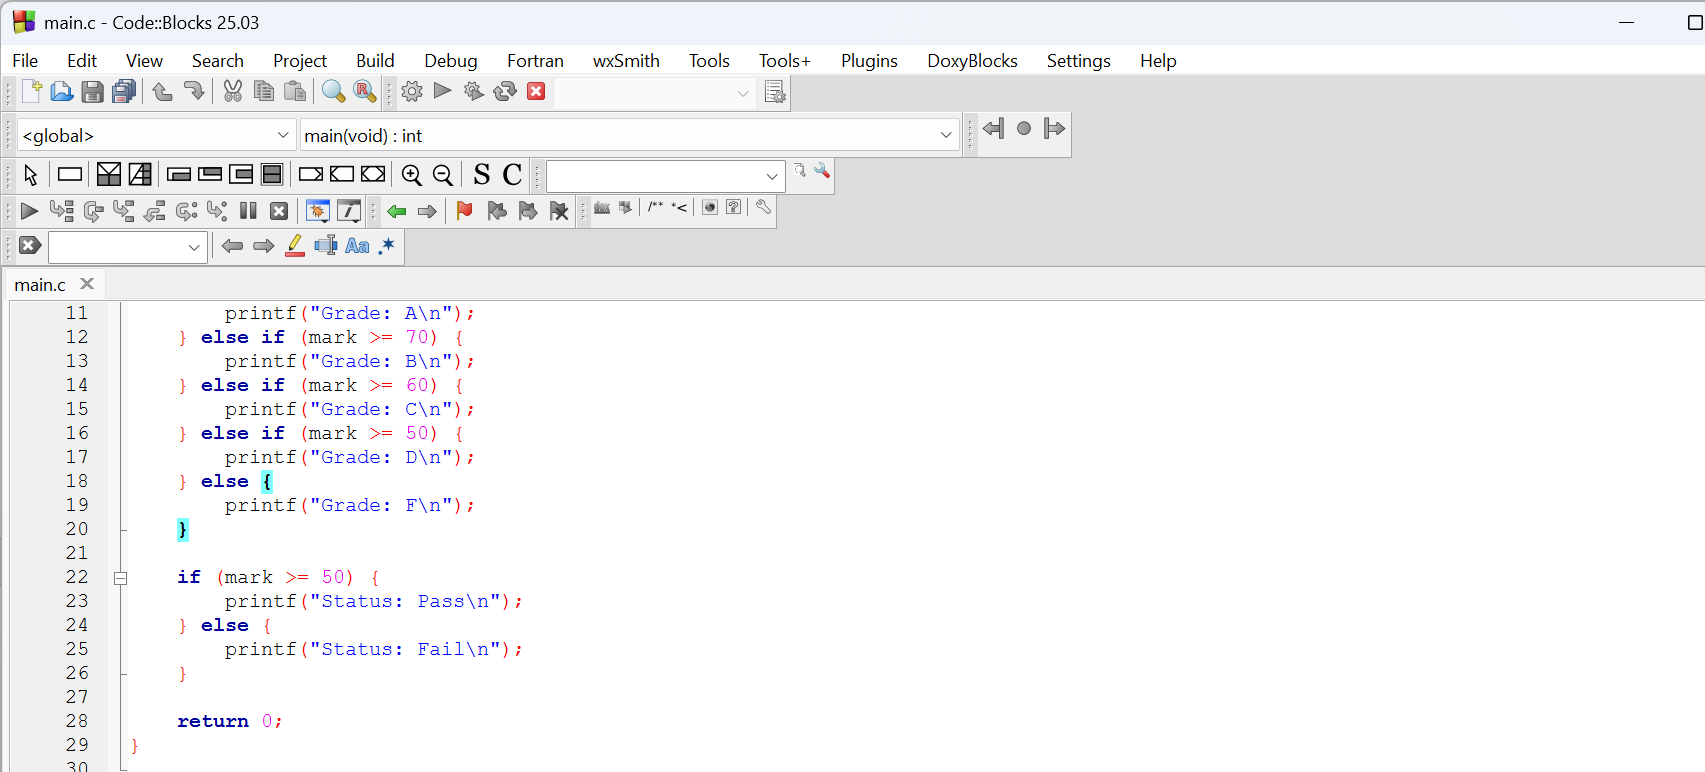 main.c - Code::Blocks 25.03
File Edit View Search Project Build Debug Fortran wxSmith Tools Tools+ Plugins DoxyBlocks Settings Help
<global> main(void) : int
S C
/** *<
Aa .*
main.c
11 printf("Grade: A\n");
12 } else if (mark >= 70) {
13 printf("Grade: B\n");
14 } else if (mark >= 60) {
15 printf("Grade: C\n");
16 } else if (mark >= 50) {
17 printf("Grade: D\n");
18 } else {
19 printf("Grade: F\n");
20 }
21
22 if (mark >= 50) {
23 printf("Status: Pass\n");
24 } else {
25 printf("Status: Fail\n");
26 }
27
28 return 0;
29 }
30